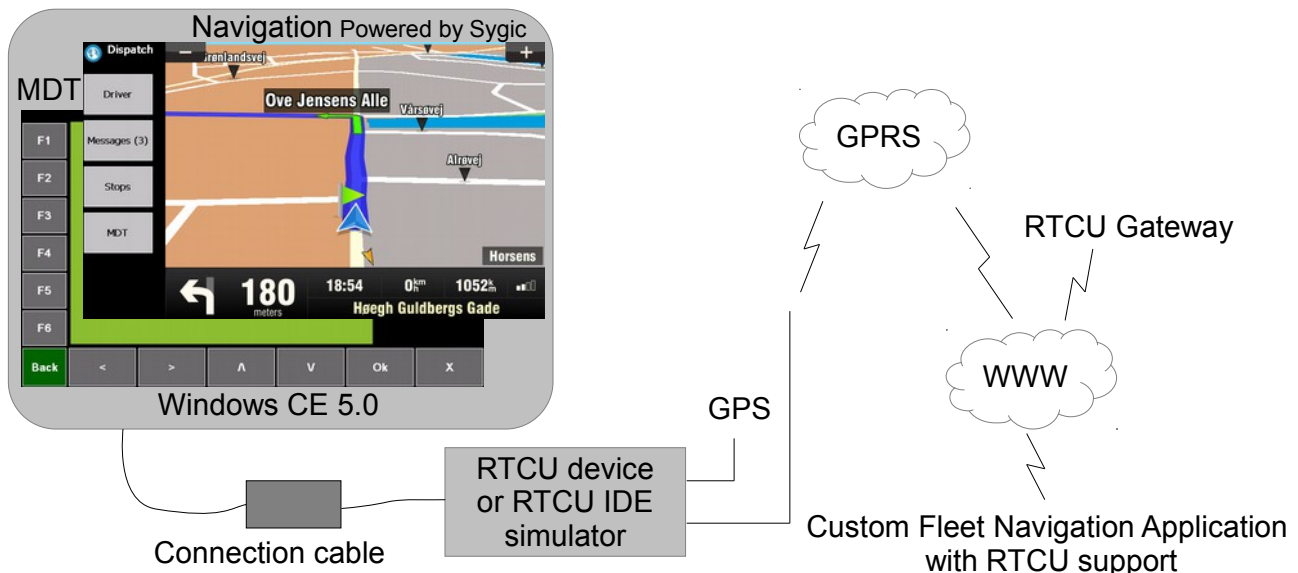 Navigation Powered by Sygic
MDT
Dispatch
Driver
Messages (3)
Stops
MDT
−
+
Grønlandsvej
Ove Jensens Alle
Vårsøvej
Alrøvej
Horsens
180
meters
18:54
0 km h
1052 k m
Høegh Guldbergs Gade
F1
F2
F3
F4
F5
F6
Back
<
>
Λ
V
Ok
X
Windows CE 5.0
Connection cable
RTCU device
or RTCU IDE
simulator
GPS
GPRS
RTCU Gateway
WWW
Custom Fleet Navigation Application
with RTCU support